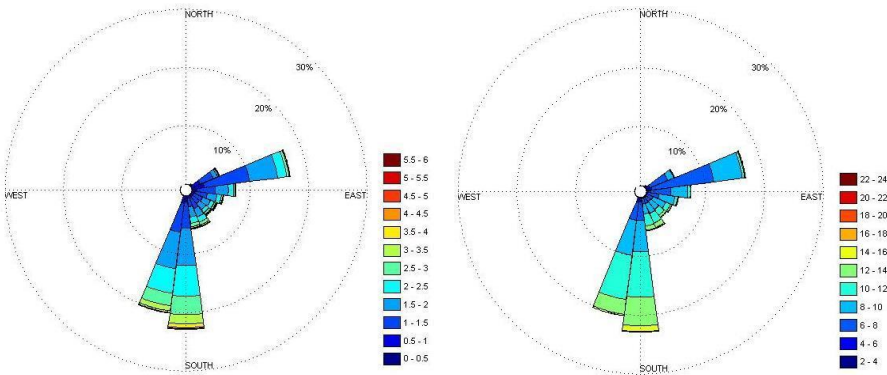 NORTH
30%
20%
10%
WEST
EAST
SOUTH
5.5 - 6
5 - 5.5
4.5 - 5
4 - 4.5
3.5 - 4
3 - 3.5
2.5 - 3
2 - 2.5
1.5 - 2
1 - 1.5
0.5 - 1
0 - 0.5
NORTH
30%
20%
10%
WEST
EAST
SOUTH
22 - 24
20 - 22
18 - 20
16 - 18
14 - 16
12 - 14
10 - 12
8 - 10
6 - 8
4 - 6
2 - 4